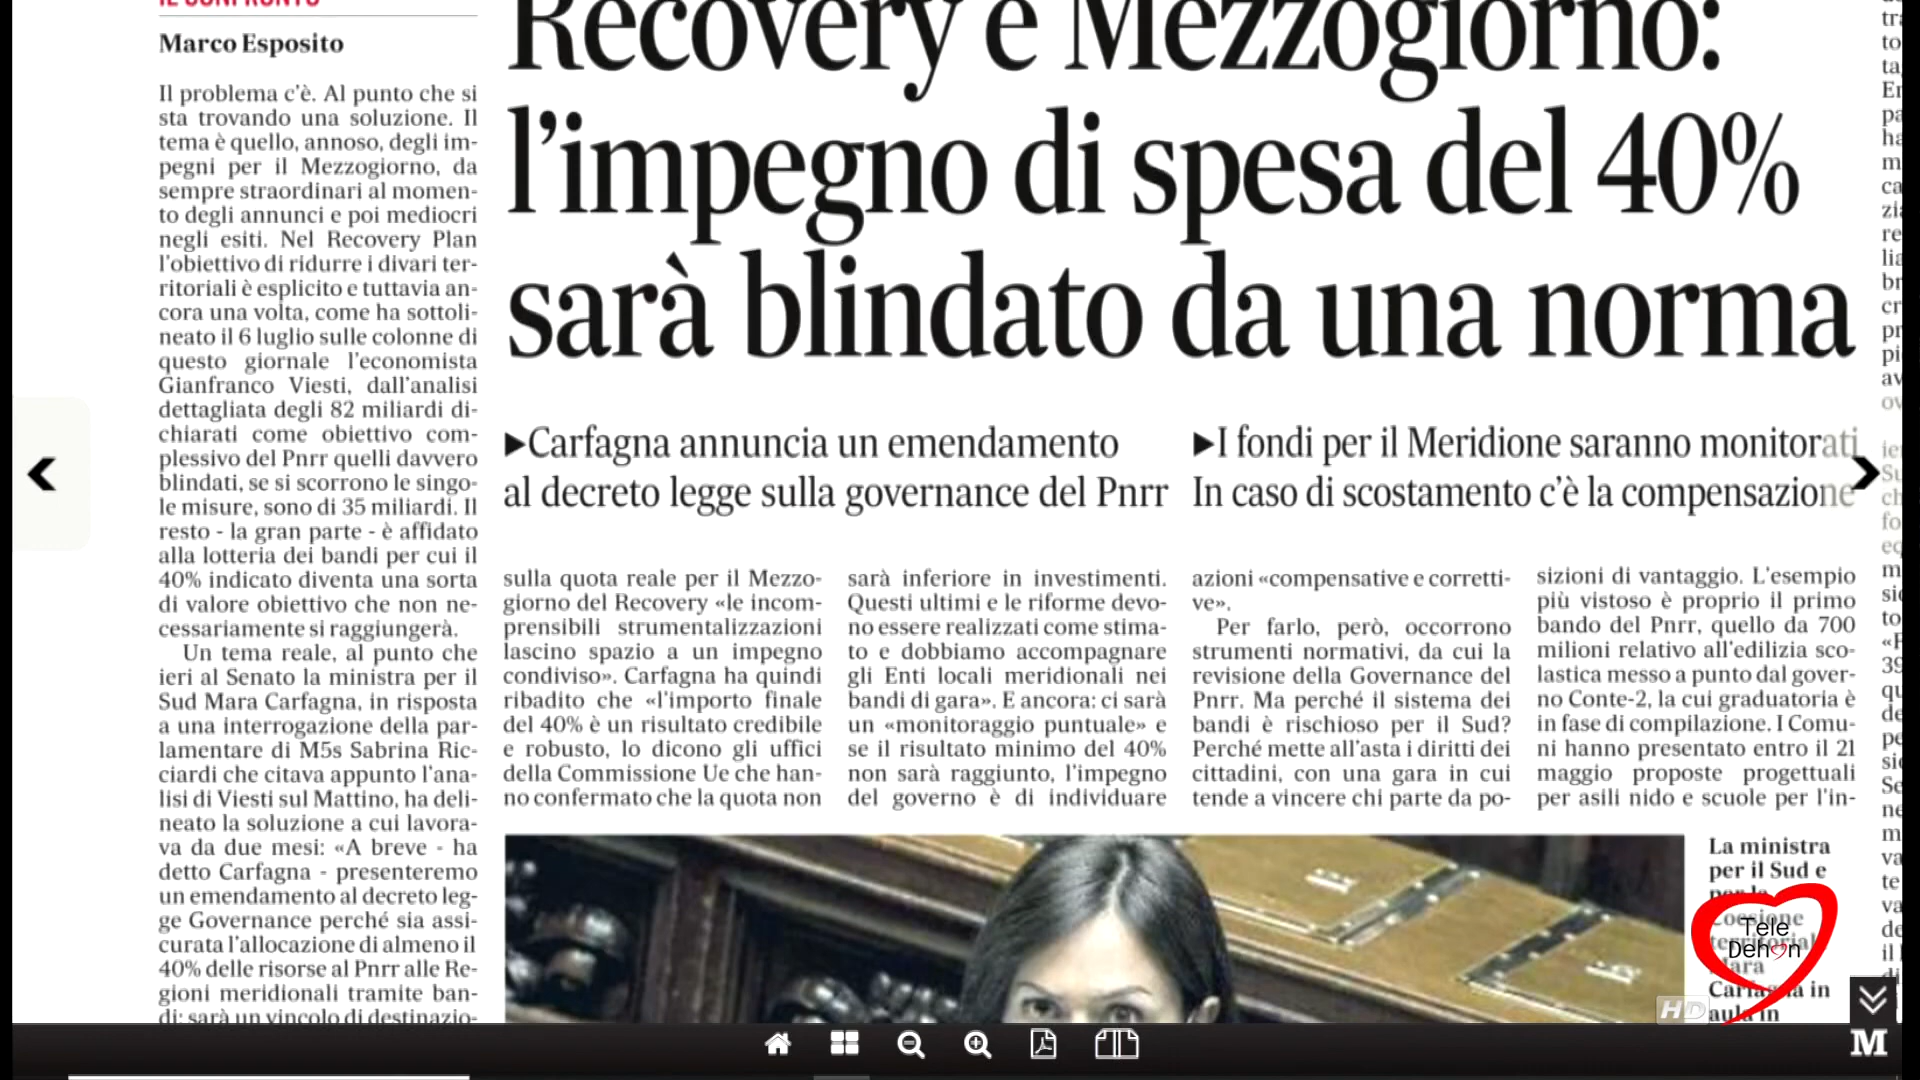 IL CONFRONTO
Marco Esposito
Il problema c'è. Al punto che si
sta trovando una soluzione. Il
tema è quello, annoso, degli im-
pegni per il Mezzogiorno, da
sempre straordinari al momen-
to degli annunci e poi mediocri
negli esiti. Nel Recovery Plan
l'obiettivo di ridurre i divari ter-
ritoriali è esplicito e tuttavia an-
cora una volta, come ha sottoli-
neato il 6 luglio sulle colonne di
questo giornale l'economista
Gianfranco Viesti, dall'analisi
dettagliata degli 82 miliardi di-
chiarati come obiettivo com-
plessivo del Pnrr quelli davvero
blindati, se si scorrono le singo-
le misure, sono di 35 miliardi. Il
resto - la gran parte - è affidato
alla lotteria dei bandi per cui il
40% indicato diventa una sorta
di valore obiettivo che non ne-
cessariamente si raggiungerà.
Un tema reale, al punto che
ieri al Senato la ministra per il
Sud Mara Carfagna, in risposta
a una interrogazione della par-
lamentare di M5s Sabrina Ric-
ciardi che citava appunto l'ana-
lisi di Viesti sul Mattino, ha deli-
neato la soluzione a cui lavora-
va da due mesi: «A breve - ha
detto Carfagna - presenteremo
un emendamento al decreto leg-
ge Governance perché sia assi-
curata l'allocazione di almeno il
40% delle risorse al Pnrr alle Re-
gioni meridionali tramite ban-
di: sarà un vincolo di destinazio-
Recovery e Mezzogiorno:
l'impegno di spesa del 40%
sarà blindato da una norma
►Carfagna annuncia un emendamento
al decreto legge sulla governance del Pnrr
►I fondi per il Meridione saranno monitorati
In caso di scostamento c'è la compensazione
sulla quota reale per il Mezzo-
giorno del Recovery «le incom-
prensibili strumentalizzazioni
lascino spazio a un impegno
condiviso». Carfagna ha quindi
ribadito che «l'importo finale
del 40% è un risultato credibile
e robusto, lo dicono gli uffici
della Commissione Ue che han-
no confermato che la quota non
sarà inferiore in investimenti.
Questi ultimi e le riforme devo-
no essere realizzati come stima-
to e dobbiamo accompagnare
gli Enti locali meridionali nei
bandi di gara». E ancora: ci sarà
un «monitoraggio puntuale» e
se il risultato minimo del 40%
non sarà raggiunto, l'impegno
del governo è di individuare
azioni «compensative e corretti-
ve».
Per farlo, però, occorrono
strumenti normativi, da cui la
revisione della Governance del
Pnrr. Ma perché il sistema dei
bandi è rischioso per il Sud?
Perché mette all'asta i diritti dei
cittadini, con una gara in cui
tende a vincere chi parte da po-
sizioni di vantaggio. L'esempio
più vistoso è proprio il primo
bando del Pnrr, quello da 700
milioni relativo all'edilizia sco-
lastica messo a punto dal gover-
no Conte-2, la cui graduatoria è
in fase di compilazione. I Comu-
ni hanno presentato entro il 21
maggio proposte progettuali
per asili nido e scuole per l'in-
La ministra
per il Sud e
per la
Coesione
territoriale
Mara
Carfagna in
aula in
Tele
Dehon
HD
M